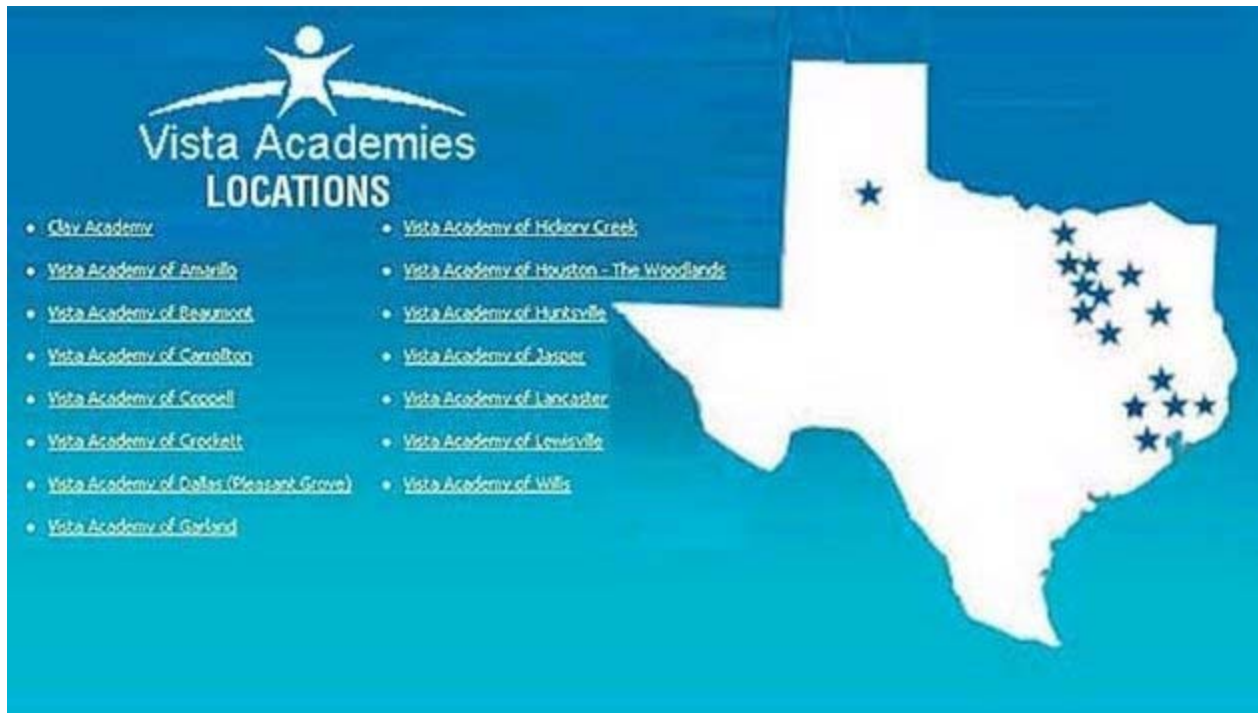 Vista Academies
LOCATIONS
• Clay Academy
• Vista Academy of Amarillo
• Vista Academy of Beaumont
• Vista Academy of Carrollton
• Vista Academy of Coppell
• Vista Academy of Crockett
• Vista Academy of Dallas (Pleasant Grove)
• Vista Academy of Garland
• Vista Academy of Hickory Creek
• Vista Academy of Houston - The Woodlands
• Vista Academy of Huntsville
• Vista Academy of Jasper
• Vista Academy of Lancaster
• Vista Academy of Lewisville
• Vista Academy of Willis